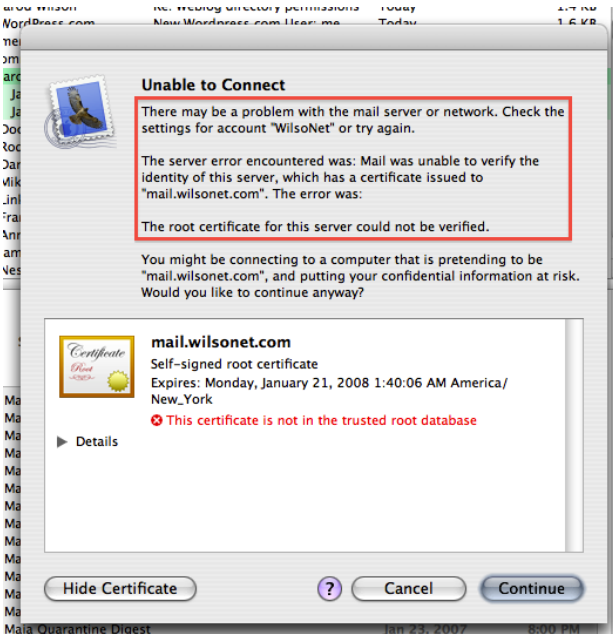 Re: Weblog directory permissions Today 1.4 KB
WordPress.com New Wordpress.com User: me Today 1.6 KB
Unable to Connect
There may be a problem with the mail server or network. Check the
settings for account "WilsoNet" or try again.
The server error encountered was: Mail was unable to verify the
identity of this server, which has a certificate issued to
"mail.wilsonet.com". The error was:
The root certificate for this server could not be verified.
You might be connecting to a computer that is pretending to be
"mail.wilsonet.com", and putting your confidential information at risk.
Would you like to continue anyway?
Certificate
Root
mail.wilsonet.com
Self-signed root certificate
Expires: Monday, January 21, 2008 1:40:06 AM America/
New_York
This certificate is not in the trusted root database
Details
Hide Certificate ? Cancel Continue
Maia Quarantine Digest Jan 23, 2007 8:00 PM